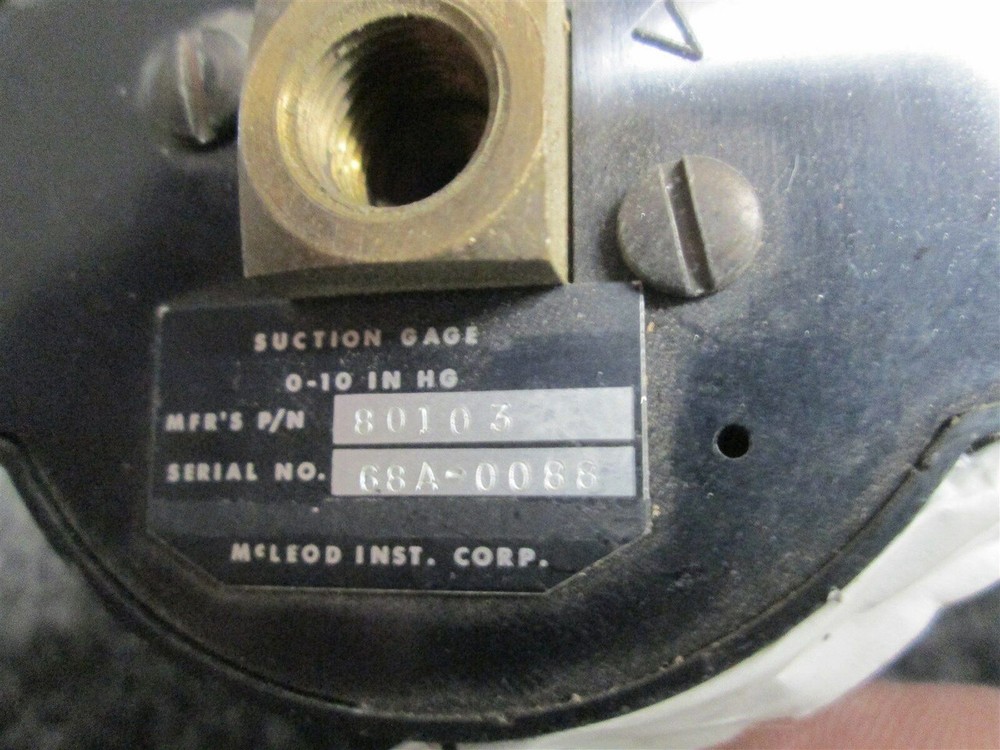 SUCTION GAGE
0-10 IN HG
MFR'S P/N 80103
SERIAL NO. 68A-0088
McLEOD INST. CORP.